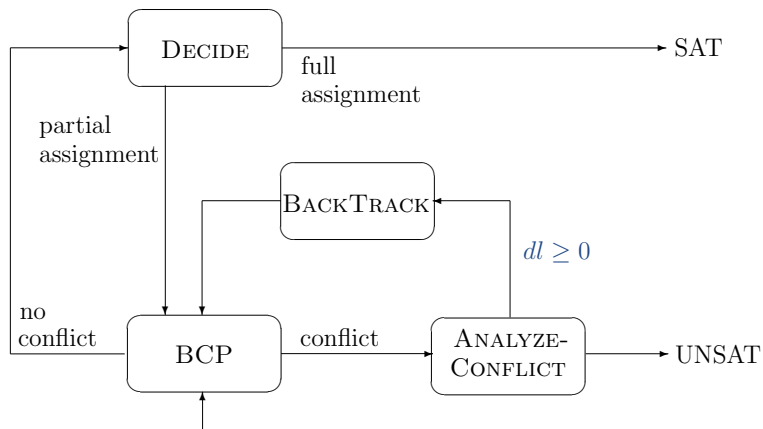 DECIDE
SAT
full
assignment
partial
assignment
BACKTRACK
dl ≥ 0
no
conflict
BCP
conflict
ANALYZE-
CONFLICT
UNSAT